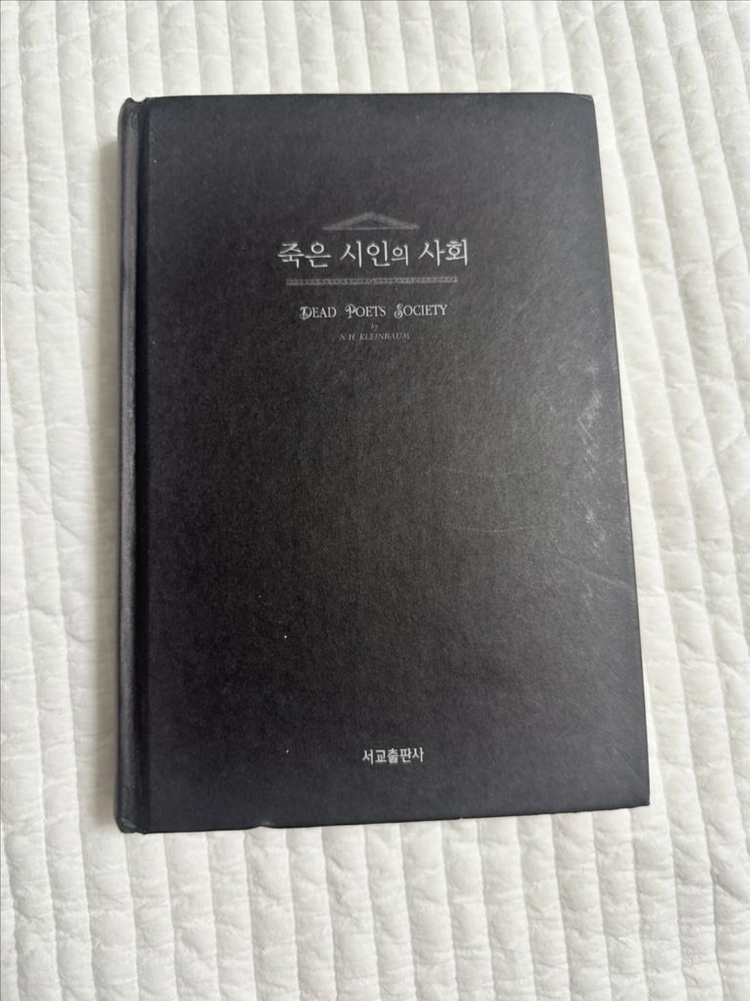 죽은 시인의 사회
DEAD POETS SOCIETY
by
N.H. KLEINBAUM
서교출판사